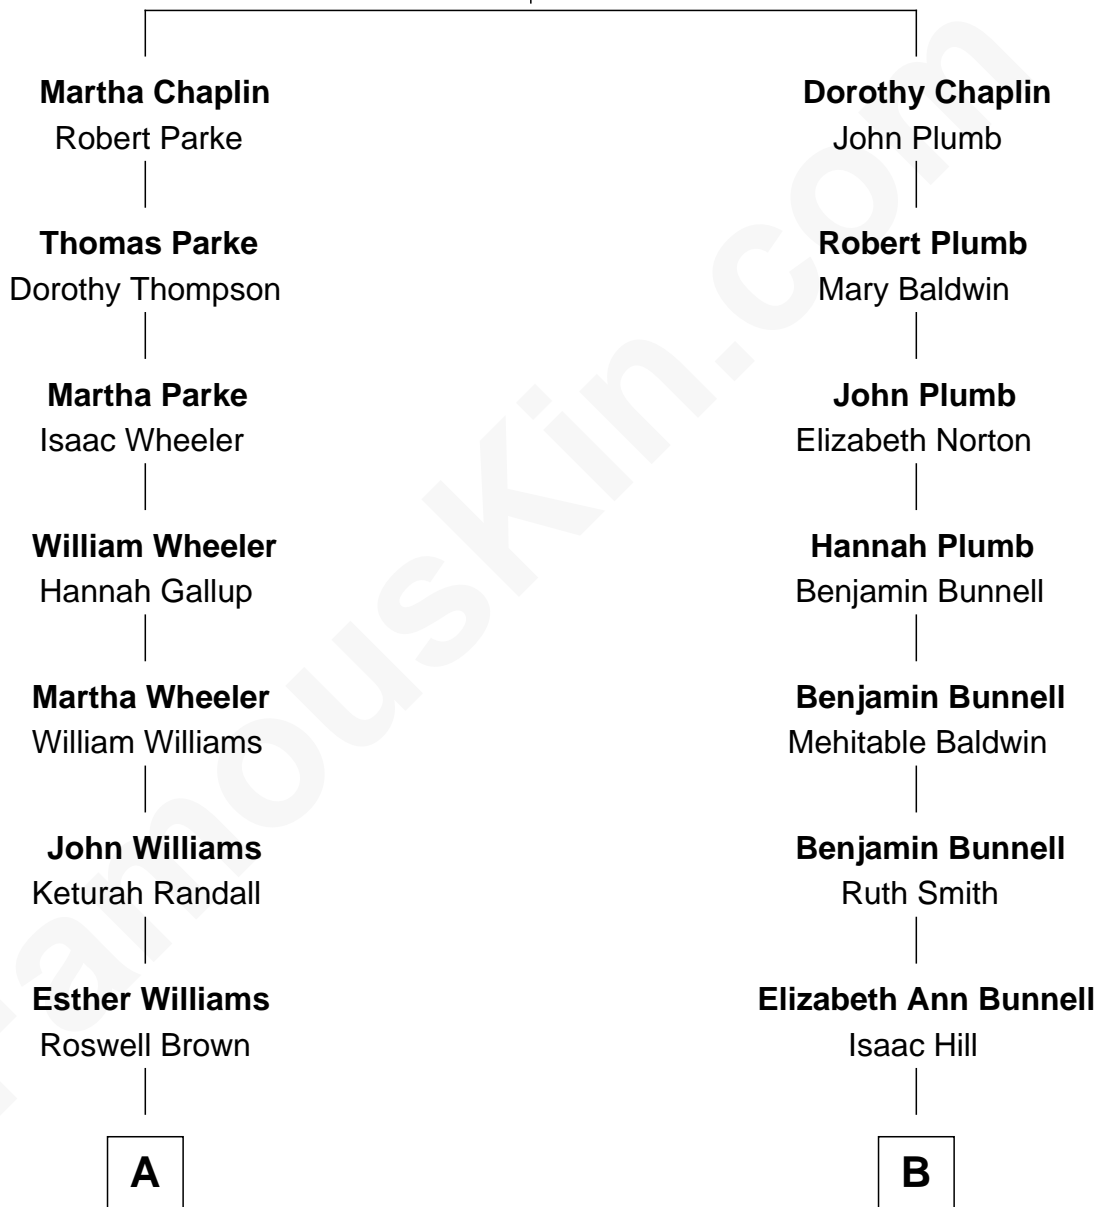 Martha Chaplin
Robert Parke
Thomas Parke
Dorothy Thompson
Martha Parke
Isaac Wheeler
William Wheeler
Hannah Gallup
Martha Wheeler
William Williams
John Williams
Keturah Randall
Esther Williams
Roswell Brown
A
Dorothy Chaplin
John Plumb
Robert Plumb
Mary Baldwin
John Plumb
Elizabeth Norton
Hannah Plumb
Benjamin Bunnell
Benjamin Bunnell
Mehitable Baldwin
Benjamin Bunnell
Ruth Smith
Elizabeth Ann Bunnell
Isaac Hill
B
FamousKin.com